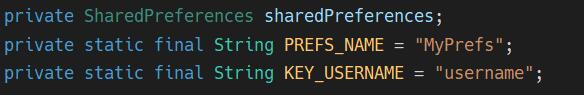 private SharedPreferences sharedPreferences;
private static final String PREFS_NAME = "MyPrefs";
private static final String KEY_USERNAME = "username";